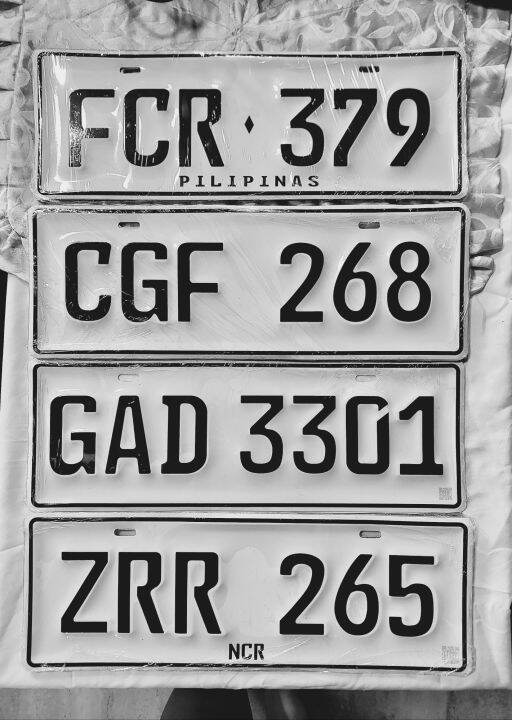 FCR · 379
PILIPINAS
CGF 268
GAD 3301
ZRR 265
NCR